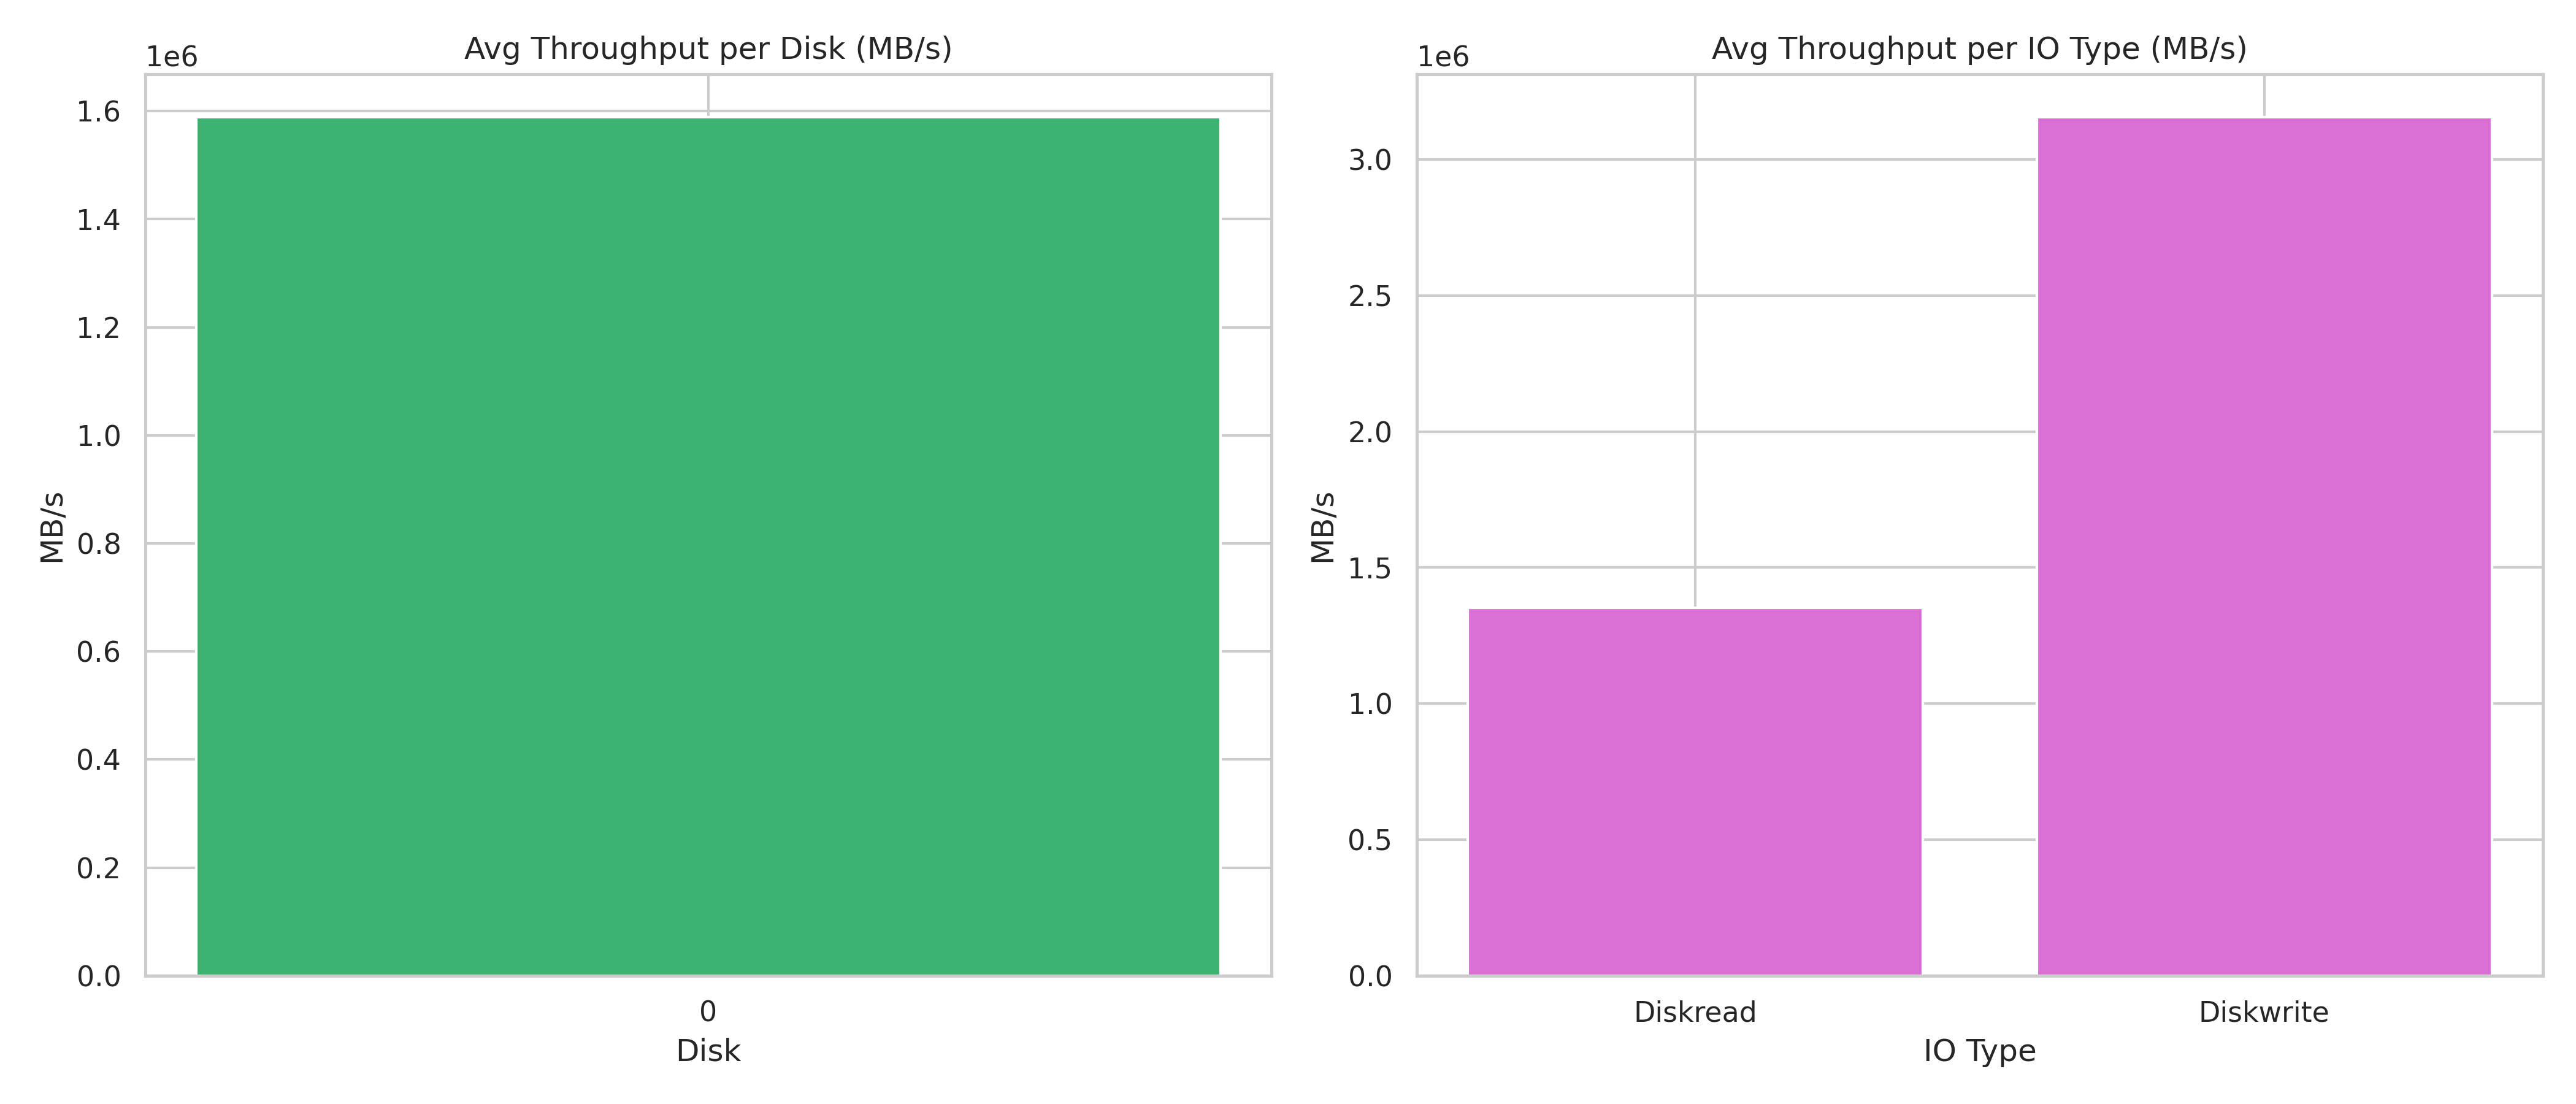 Avg Throughput per Disk (MB/s)
1e6
1.6
1.4
1.2
1.0
0.8
0.6
0.4
0.2
0.0
MB/s
0
Disk
Avg Throughput per IO Type (MB/s)
1e6
3.0
2.5
2.0
1.5
1.0
0.5
0.0
MB/s
Diskread
Diskwrite
IO Type